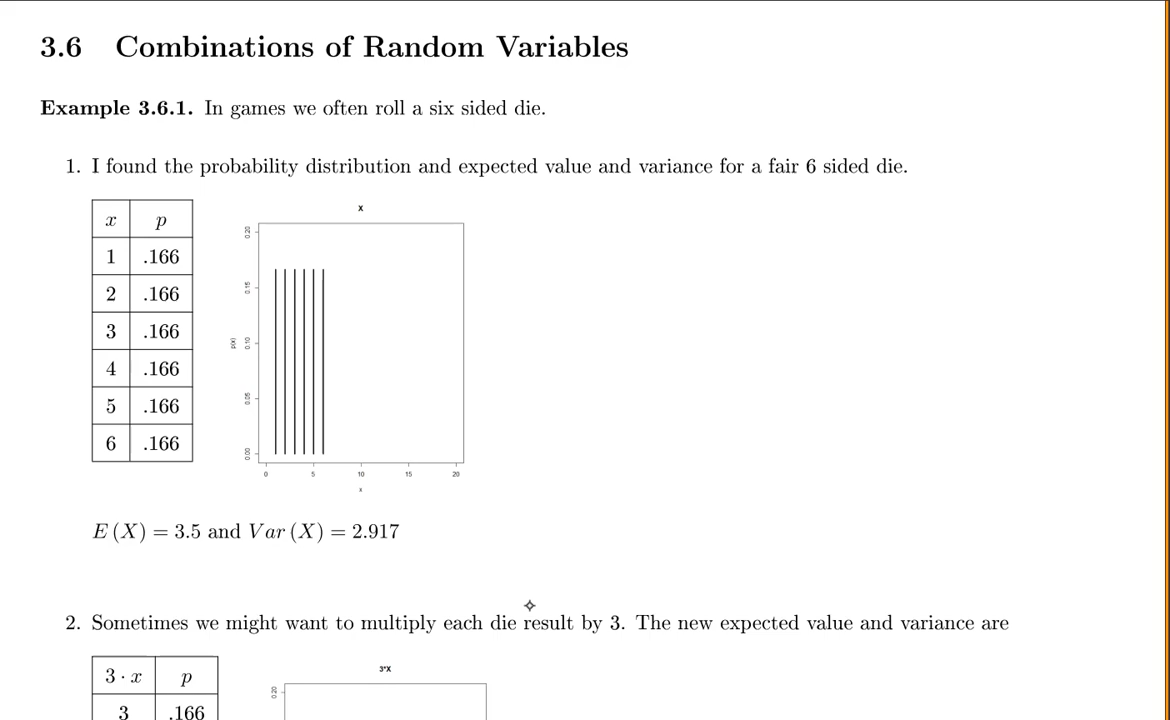 3.6 Combinations of Random Variables
Example 3.6.1. In games we often roll a six sided die.
1. I found the probability distribution and expected value and variance for a fair 6 sided die.
x p
1 .166
2 .166
3 .166
4 .166
5 .166
6 .166
X
0.20
0.15
0.10
0.05
0.00
p(x)
0 5 10 15 20
x
E (X) = 3.5 and Var (X) = 2.917
2. Sometimes we might want to multiply each die result by 3. The new expected value and variance are
3 · x p
3 .166
3*X
0.20